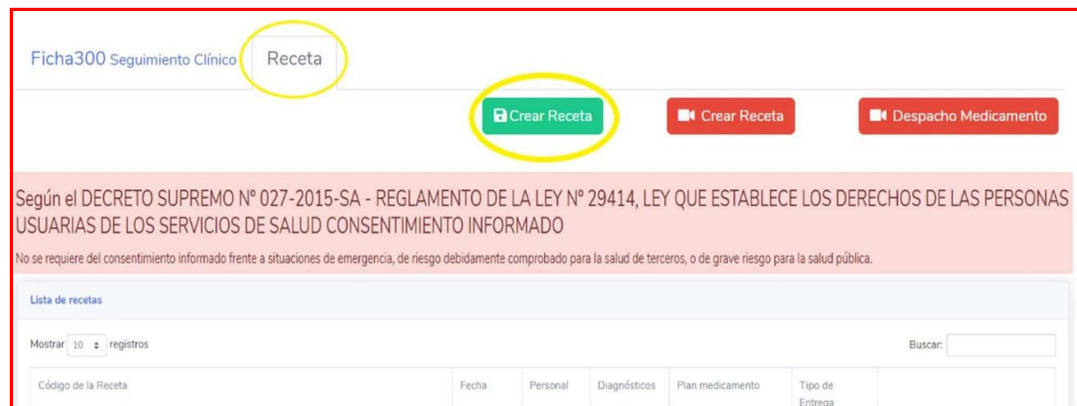 Ficha300 Seguimiento Clínico Receta
Crear Receta Crear Receta Despacho Medicamento
Según el DECRETO SUPREMO Nº 027-2015-SA - REGLAMENTO DE LA LEY Nº 29414, LEY QUE ESTABLECE LOS DERECHOS DE LAS PERSONAS
USUARIAS DE LOS SERVICIOS DE SALUD CONSENTIMIENTO INFORMADO
No se requiere del consentimiento informado frente a situaciones de emergencia, de riesgo debidamente comprobado para la salud de terceros, o de grave riesgo para la salud pública.
Lista de recetas
Mostrar 10 registros Buscar:
Código de la Receta Fecha Personal Diagnósticos Plan medicamento Tipo de
Entrega